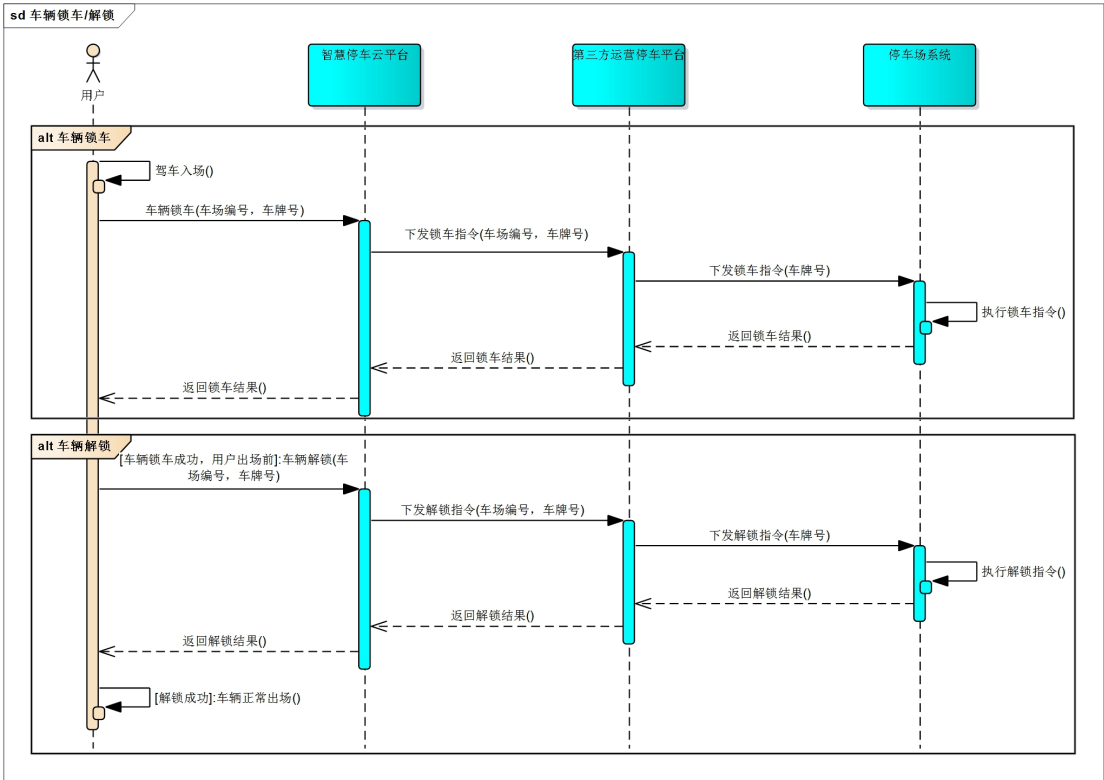 sd 车辆锁车/解锁
智慧停车云平台
第三方运营停车平台
停车场系统
用户
alt 车辆锁车
驾车入场()
车辆锁车(车场编号，车牌号)
下发锁车指令(车场编号，车牌号)
下发锁车指令(车牌号)
执行锁车指令()
返回锁车结果()
返回锁车结果()
返回锁车结果()
alt 车辆解锁
[车辆锁车成功，用户出场前]:车辆解锁(车
场编号，车牌号)
下发解锁指令(车场编号，车牌号)
下发解锁指令(车牌号)
执行解锁指令()
返回解锁结果()
返回解锁结果()
返回解锁结果()
[解锁成功]:车辆正常出场()